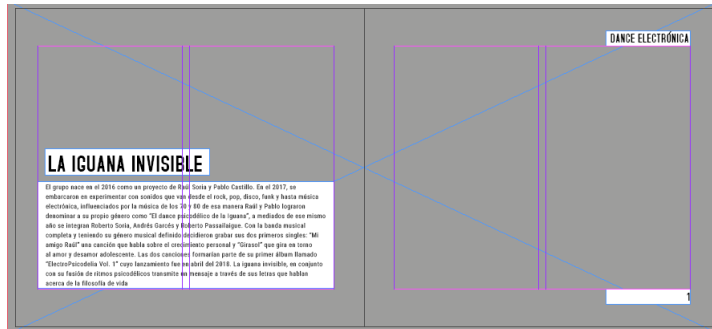 DANCE ELECTRÓNICA
LA IGUANA INVISIBLE
El grupo nace en el 2016 como un proyecto de Raúl Soria y Pablo Castillo. En el 2017, se
embarcaron en experimentar con sonidos que van desde el rock, pop, disco, funk y hasta música
electrónica, influenciados por la música de los 70 y 80 de esa manera Raúl y Pablo lograron
denominar a su propio género como "El dance psicodélico de la iguana", a mediados de ese mismo
año se integran Roberto Soria, Andrés Garcés y Roberto Passailaigue. Con la banda musical
completa y teniendo su género musical definido decidieron grabar sus dos primeros singles: "Mi
amigo Raúl" una canción que habla sobre el crecimiento personal y "Girasol" que gira en torno
al amor y desamor adolescente. Las dos canciones formarían parte de su primer álbum llamado
"ElectroPsicodelia Vol. 1" cuyo lanzamiento fue en abril del 2018. La iguana invisible, en conjunto
con su fusión de ritmos psicodélicos transmite un mensaje a través de sus letras que hablan
acerca de la filosofía de vida
1